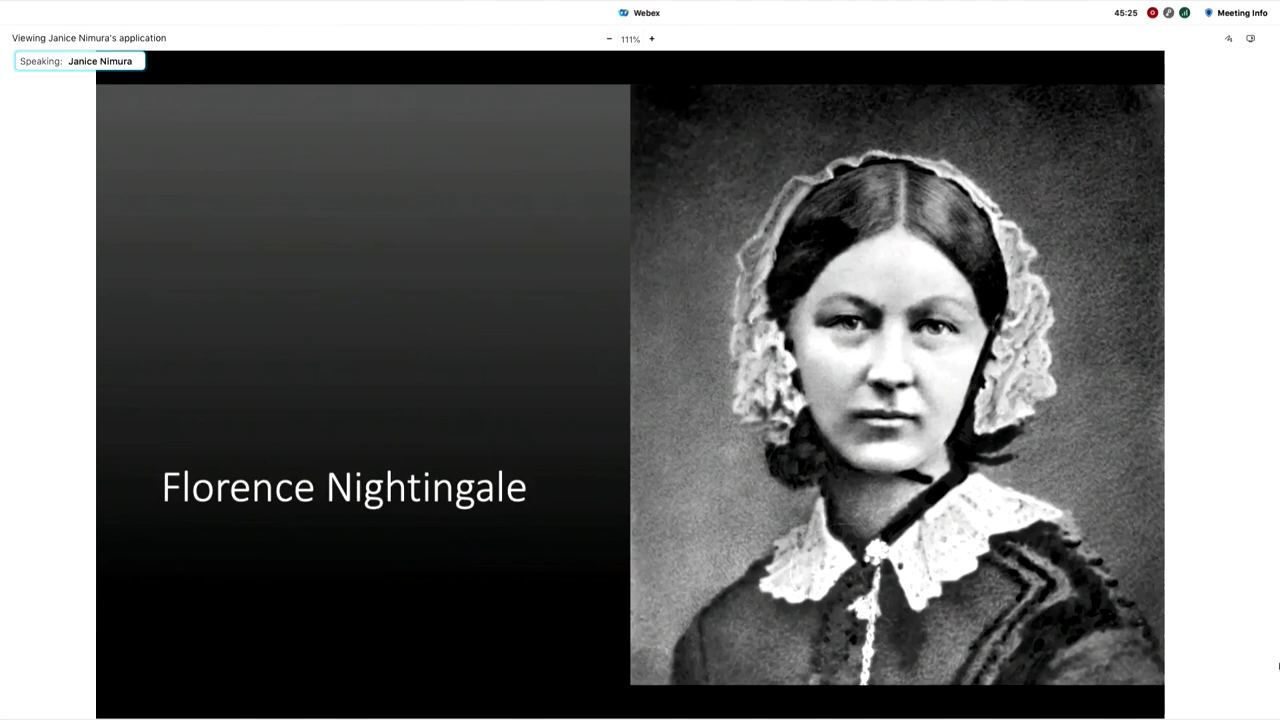 Webex
45:25
Meeting Info
Viewing Janice Nimura's application
111%
Speaking: Janice Nimura
Florence Nightingale